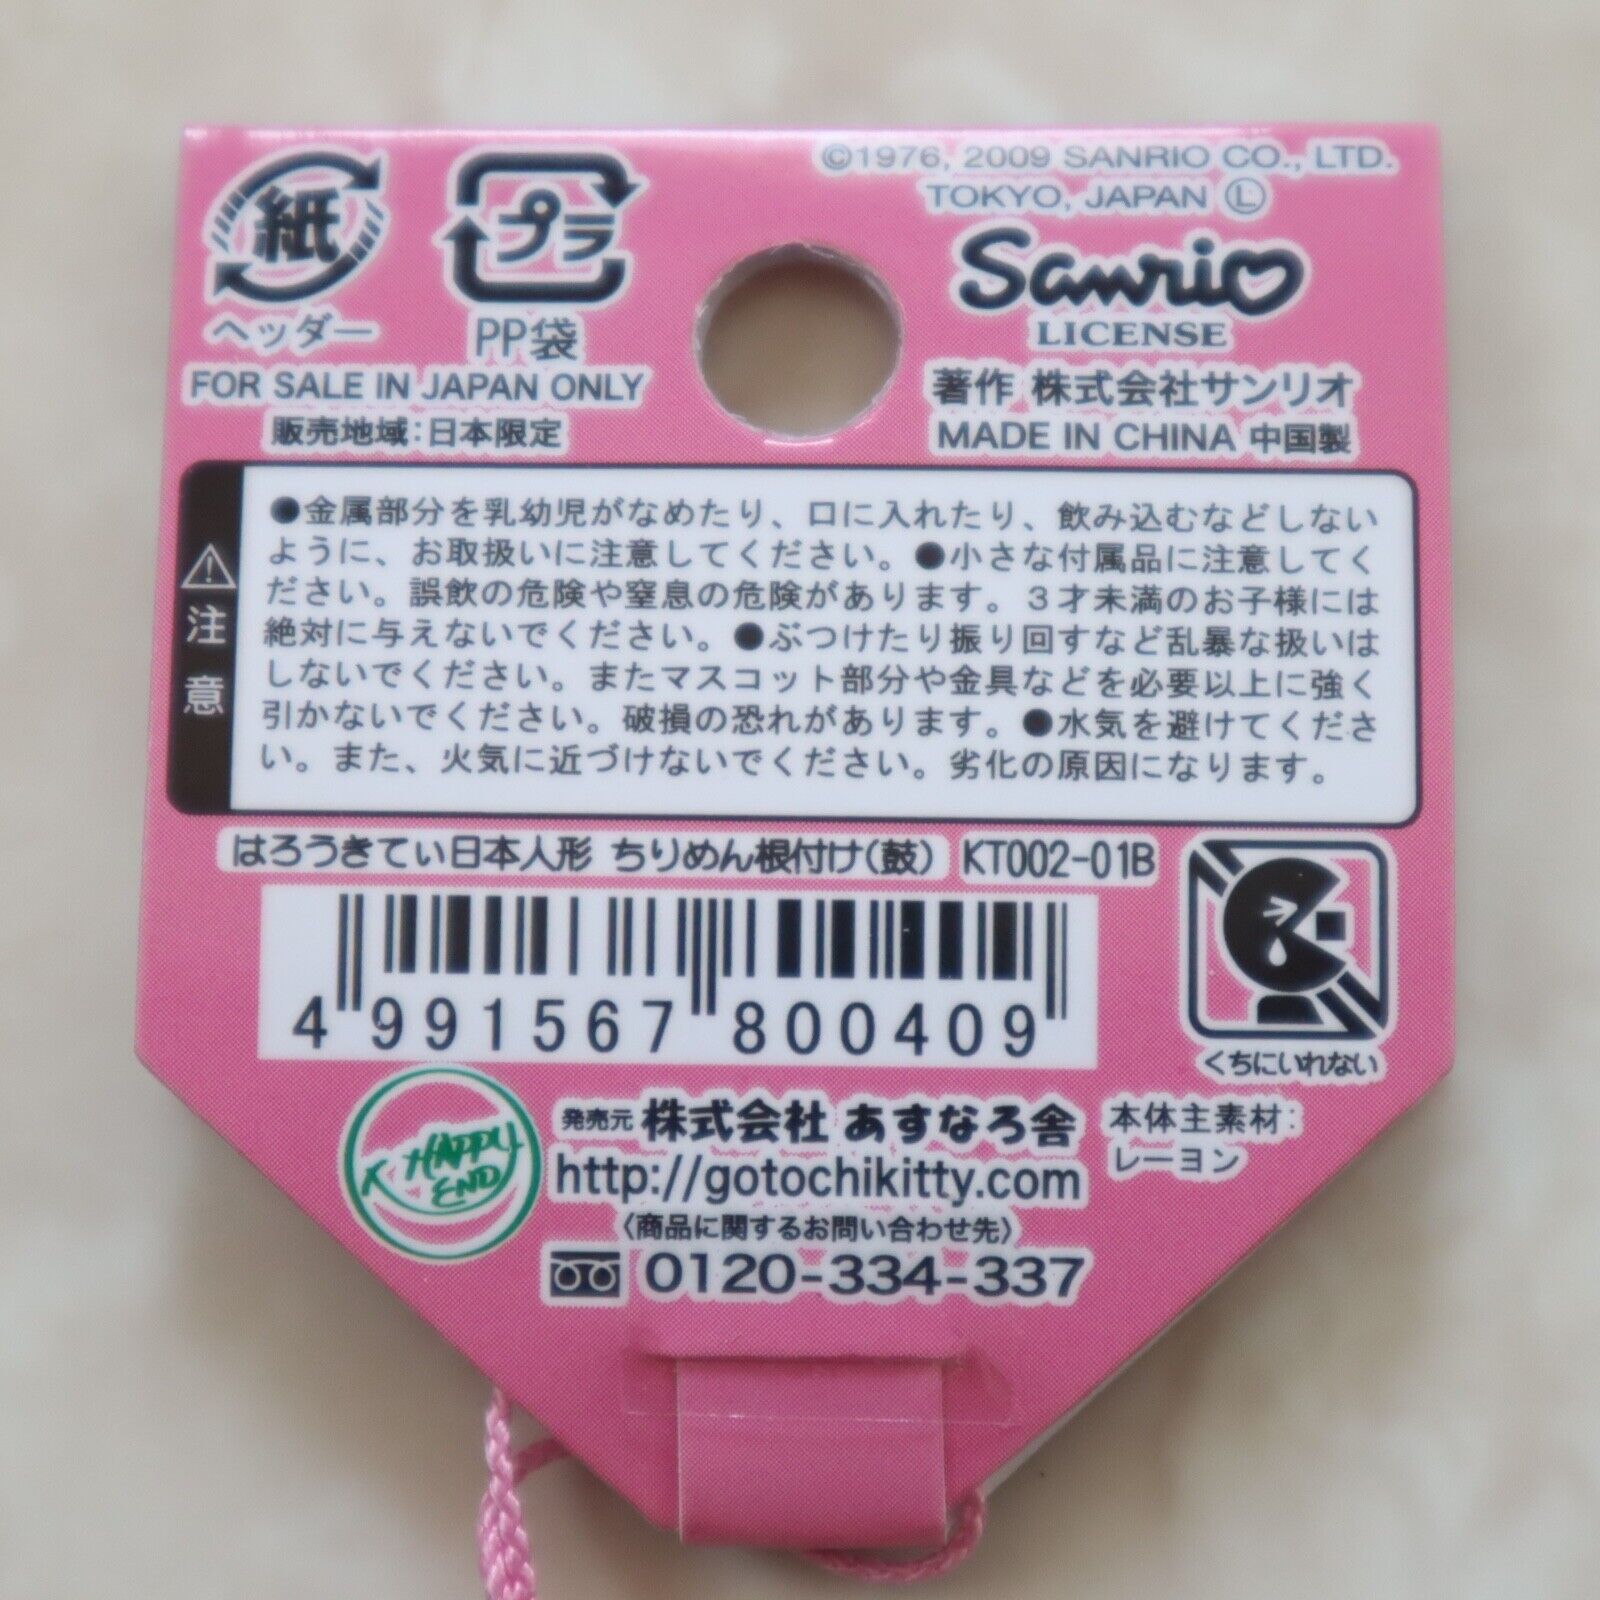 紙
ヘッダー
プラ
PP袋
FOR SALE IN JAPAN ONLY
販売地域:日本限定
©1976, 2009 SANRIO CO., LTD.
TOKYO, JAPAN Ⓛ
Sanrio
LICENSE
著作 株式会社サンリオ
MADE IN CHINA 中国製
注意
●金属部分を乳幼児がなめたり、口に入れたり、飲み込むなどしない
ように、お取扱いに注意してください。●小さな付属品に注意してく
ださい。誤飲の危険や窒息の危険があります。3才未満のお子様には
絶対に与えないでください。●ぶつけたり振り回すなど乱暴な扱いは
しないでください。またマスコット部分や金具などを必要以上に強く
引かないでください。破損の恐れがあります。●水気を避けてくださ
い。また、火気に近づけないでください。劣化の原因になります。
はろうきてぃ日本人形 ちりめん根付け(鼓) KT002-01B
4 991567 800409
くちにいれない
HAPPY
END
発売元 株式会社 あすなろ舎
http://gotochikitty.com
〈商品に関するお問い合わせ先〉
0120-334-337
本体主素材:
レーヨン